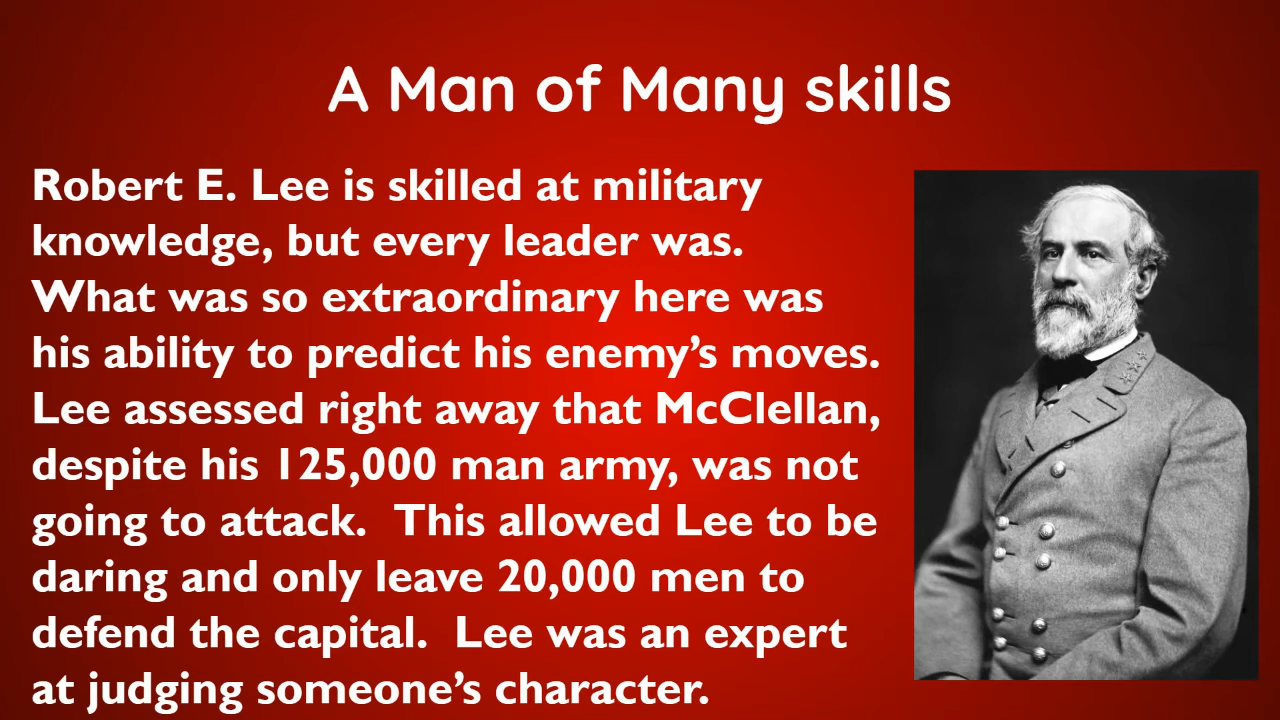 A Man of Many skills
Robert E. Lee is skilled at military
knowledge, but every leader was.
What was so extraordinary here was
his ability to predict his enemy’s moves.
Lee assessed right away that McClellan,
despite his 125,000 man army, was not
going to attack.  This allowed Lee to be
daring and only leave 20,000 men to
defend the capital.  Lee was an expert
at judging someone’s character.